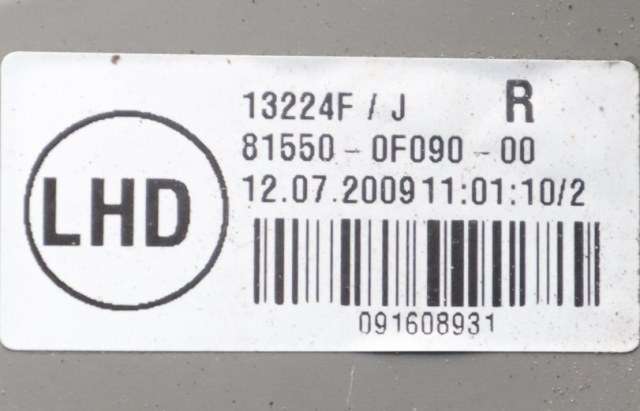 LHD
13224F / J R
81550 - 0F090 - 00
12.07.2009 11:01:10/2
091608931